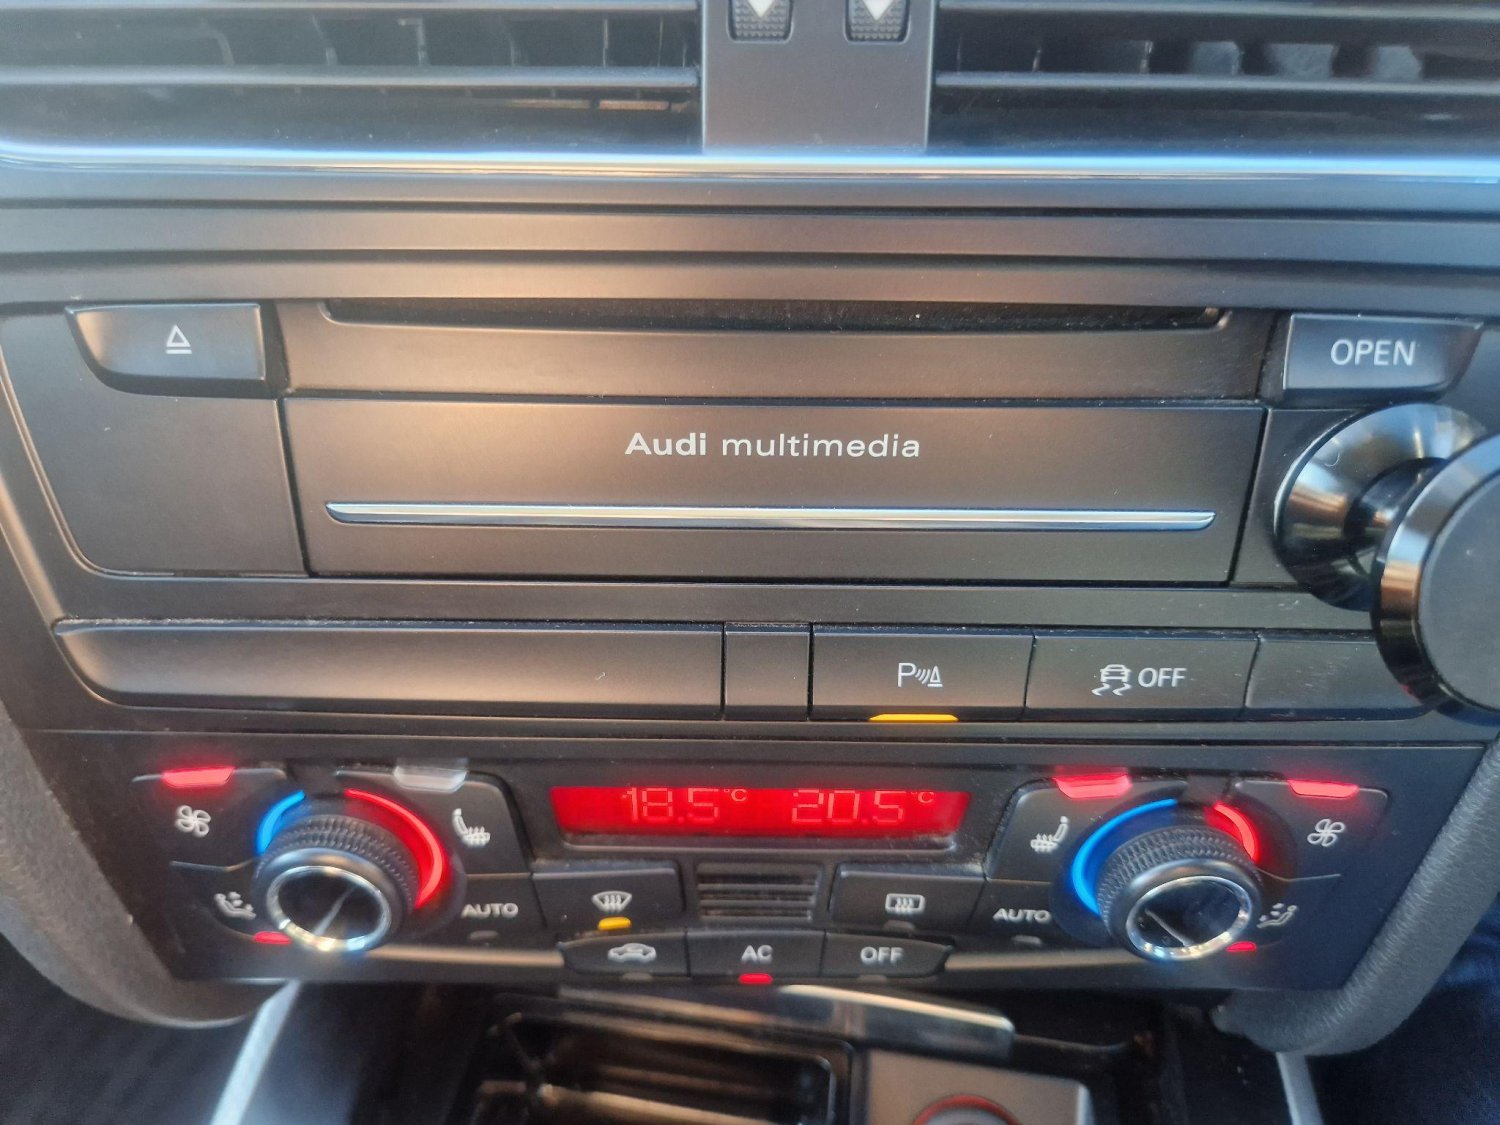 OPEN
Audi multimedia
P
OFF
18.5 °C 20.5 °C
AUTO
AUTO
AC
OFF